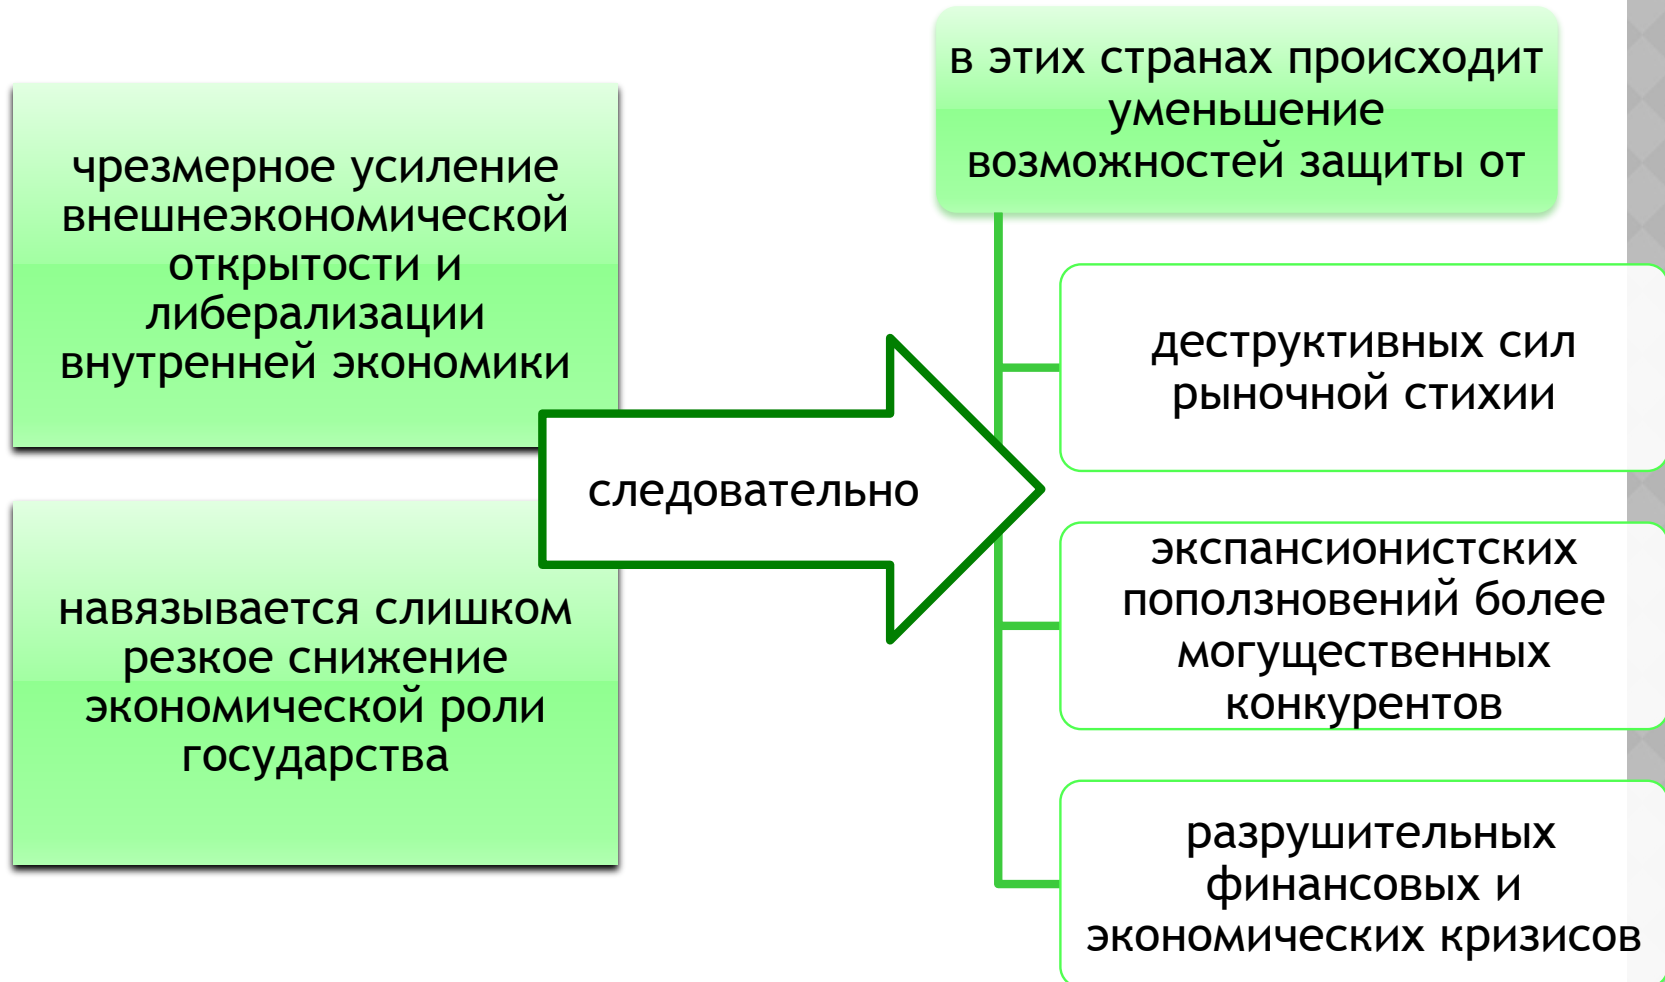 чрезмерное усиление
внешнеэкономической
открытости и
либерализации
внутренней экономики
навязывается слишком
резкое снижение
экономической роли
государства
следовательно
в этих странах происходит
уменьшение
возможностей защиты от
деструктивных сил
рыночной стихии
экспансионистских
поползновений более
могущественных
конкурентов
разрушительных
финансовых и
экономических кризисов